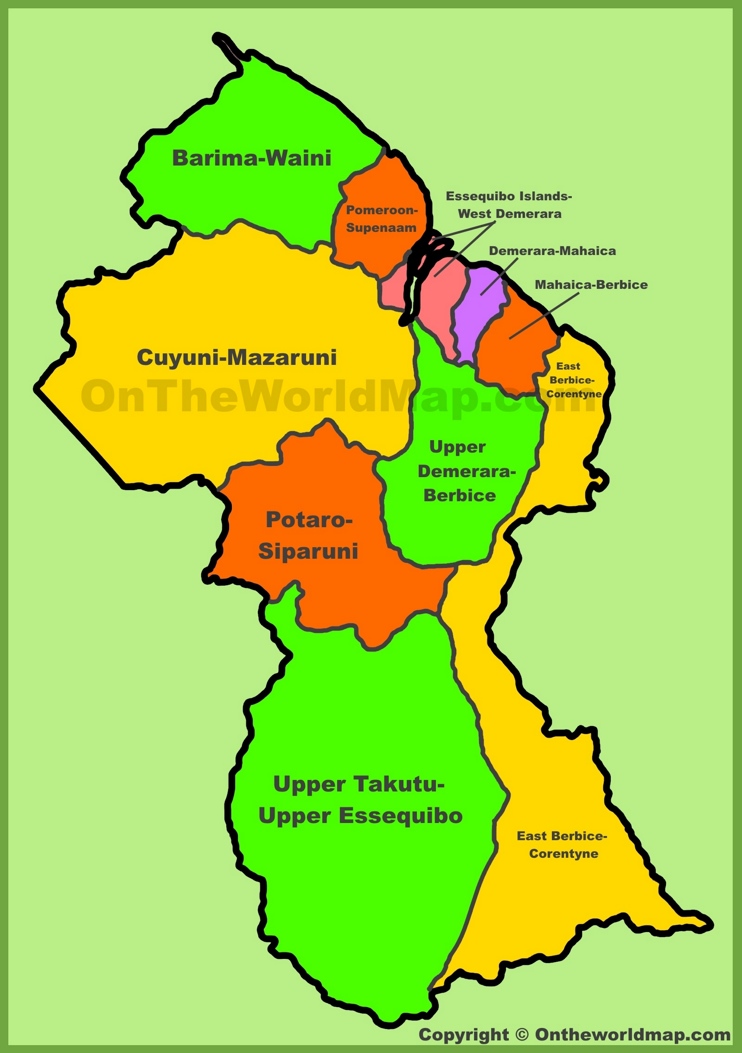 Barima-Waini
Pomeroon-
Supenaam
Essequibo Islands-
West Demerara
Demerara-Mahaica
Mahaica-Berbice
Cuyuni-Mazaruni
East
Berbice-
Corentyne
OnTheWorldMap.com
Upper
Demerara-
Berbice
Potaro-
Siparuni
Upper Takutu-
Upper Essequibo
East Berbice-
Corentyne
Copyright © Ontheworldmap.com